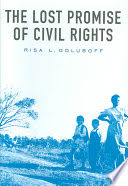 THE LOST PROMISE
OF CIVIL RIGHTS
RISA L. GOLUBOFF